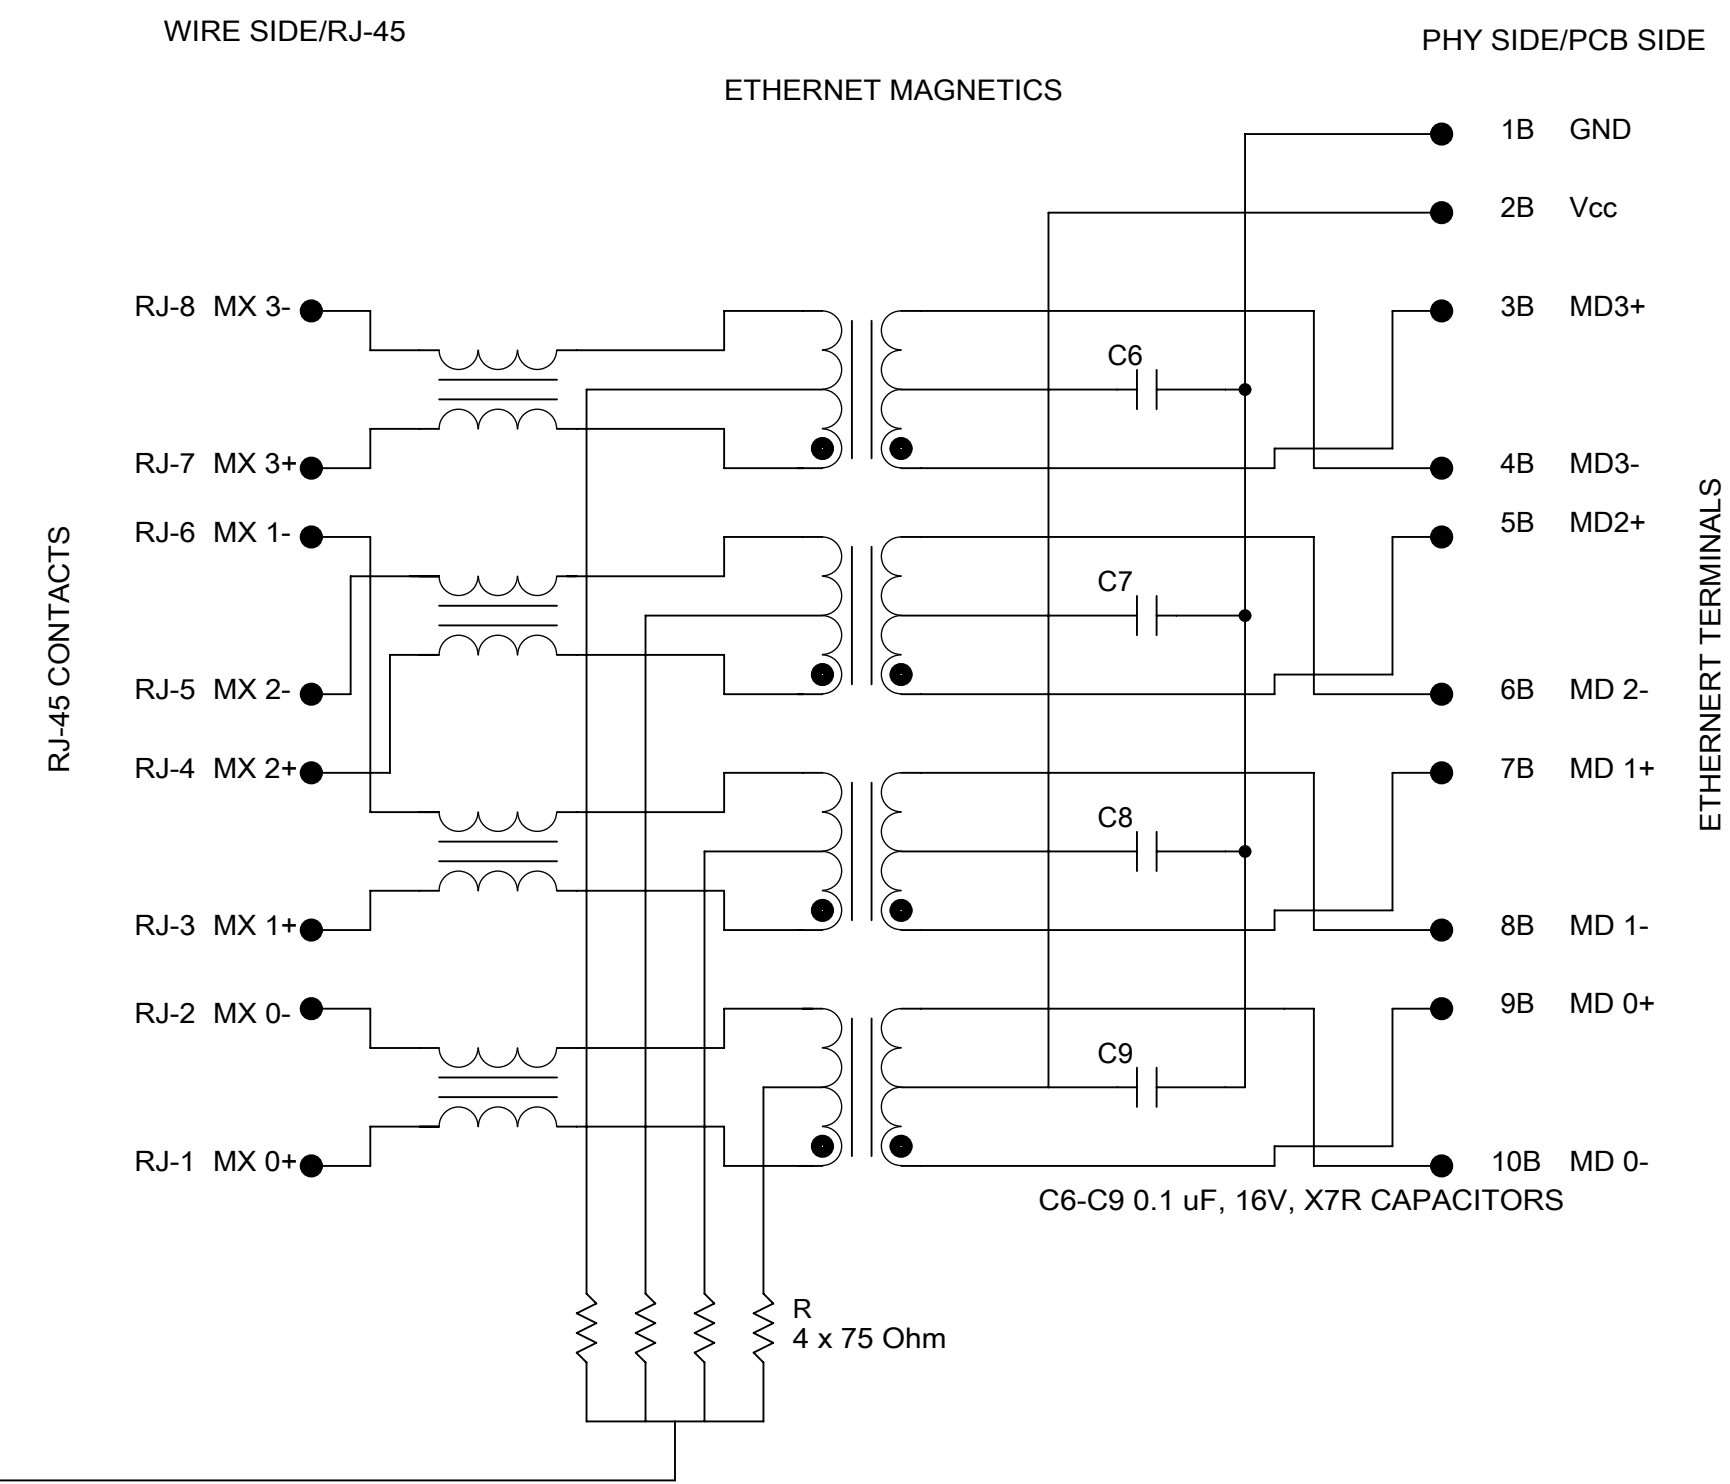 WIRE SIDE/RJ-45
PHY SIDE/PCB SIDE
ETHERNET MAGNETICS
1B GND
2B Vcc
RJ-8 MX 3-
C6
3B MD3+
RJ-7 MX 3+
4B MD3-
RJ-6 MX 1-
5B MD2+
C7
RJ-45 CONTACTS
ETHERNERT TERMINALS
RJ-5 MX 2-
6B MD 2-
RJ-4 MX 2+
7B MD 1+
C8
RJ-3 MX 1+
8B MD 1-
RJ-2 MX 0-
9B MD 0+
C9
RJ-1 MX 0+
10B MD 0-
C6-C9 0.1 uF, 16V, X7R CAPACITORS
R
4 x 75 Ohm